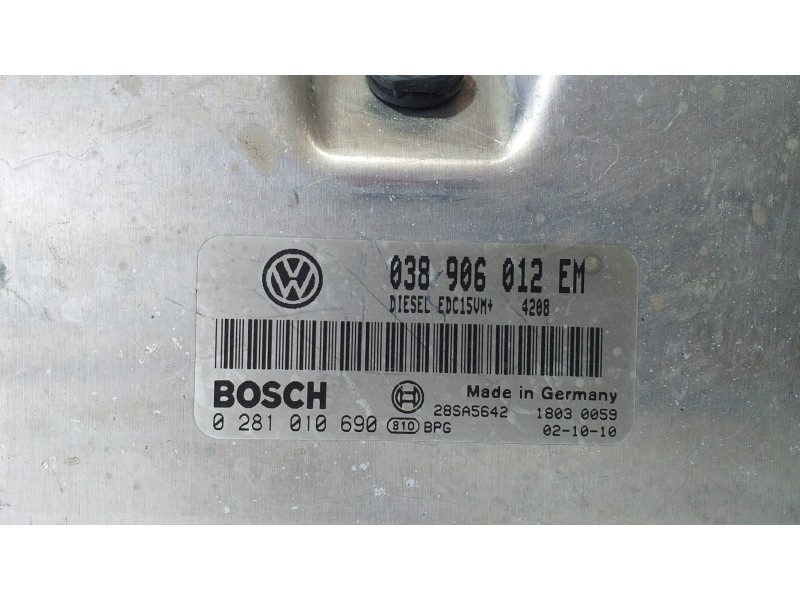 038 906 012 EM
DIESEL EDC15VM+ 4208
BOSCH
Made in Germany
28SA5642 1803 0059
0 281 010 690 810 BPG 02-10-10